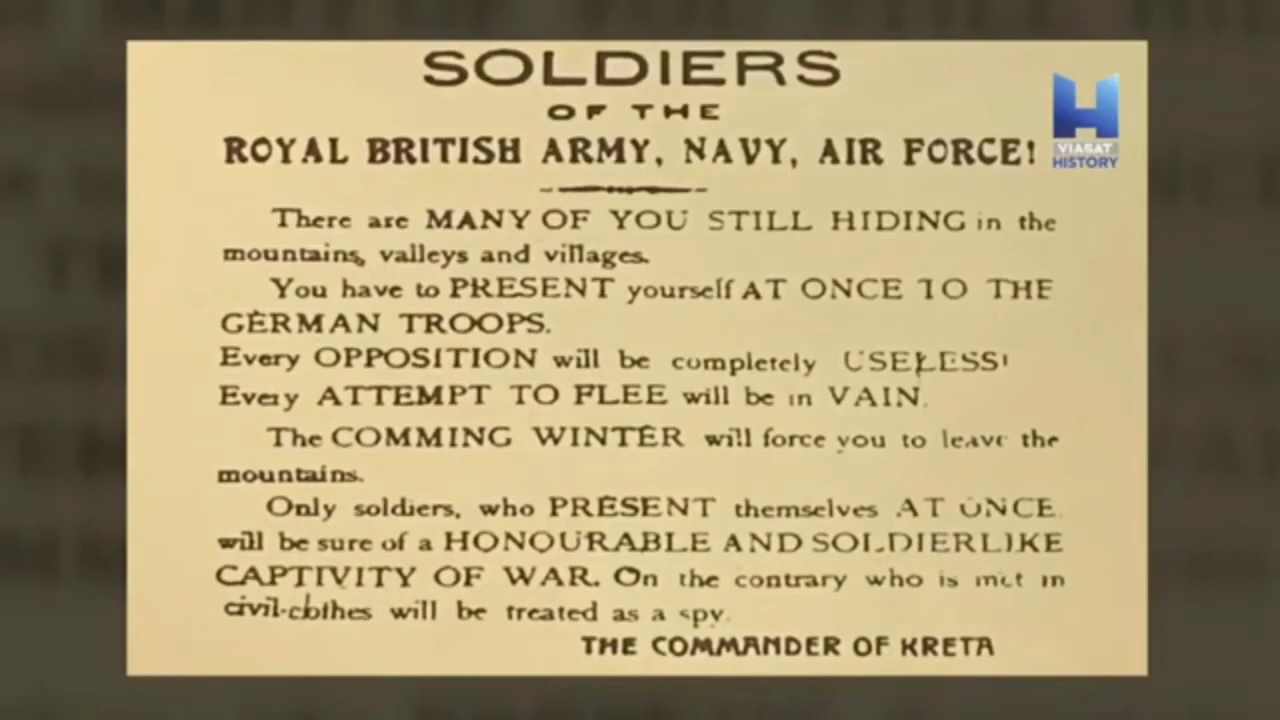 SOLDIERS
OF THE
ROYAL BRITISH ARMY, NAVY, AIR FORCE!
VIASAT
HISTORY
There are MANY OF YOU STILL HIDING in the
mountains, valleys and villages.
You have to PRESENT yourself AT ONCE TO THE
GERMAN TROOPS.
Every OPPOSITION will be completely USELESS!
Every ATTEMPT TO FLEE will be in VAIN.
The COMMING WINTER will force you to leave the
mountains.
Only soldiers, who PRESENT themselves AT ONCE
will be sure of a HONOURABLE AND SOLDIERLIKE
CAPTIVITY OF WAR. On the contrary who is met in
civil-clothes will be treated as a spy.
THE COMMANDER OF KRETA